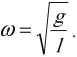 ω = √(g/l) .